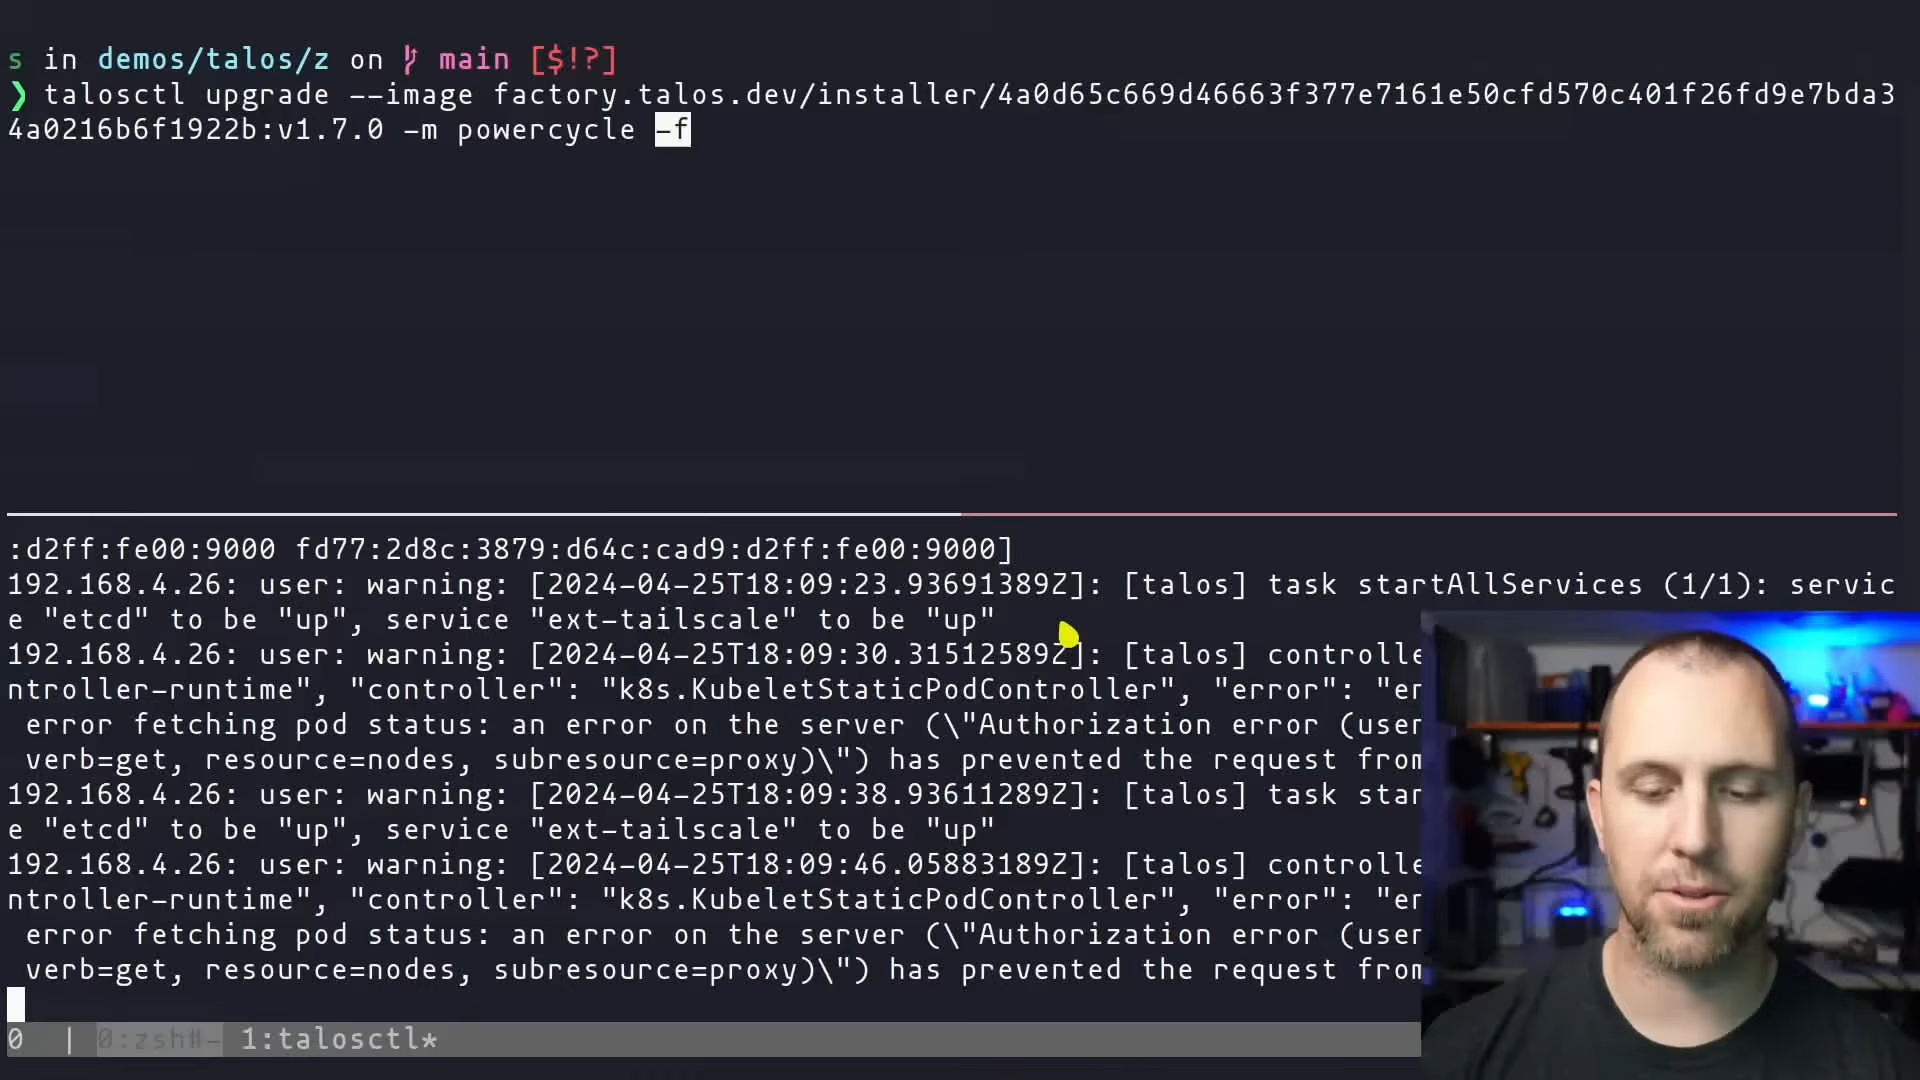 s in demos/talos/z on main [$!?]
❯ talosctl upgrade --image factory.talos.dev/installer/4a0d65c669d46663f377e7161e50cfd570c401f26fd9e7bda3
4a0216b6f1922b:v1.7.0 -m powercycle -f
:d2ff:fe00:9000 fd77:2d8c:3879:d64c:cad9:d2ff:fe00:9000]
192.168.4.26: user: warning: [2024-04-25T18:09:23.93691389Z]: [talos] task startAllServices (1/1): servic
e "etcd" to be "up", service "ext-tailscale" to be "up"
192.168.4.26: user: warning: [2024-04-25T18:09:30.31512589Z]: [talos] controlle
ntroller-runtime", "controller": "k8s.KubeletStaticPodController", "error": "er
error fetching pod status: an error on the server (\"Authorization error (user
verb=get, resource=nodes, subresource=proxy)\") has prevented the request from
192.168.4.26: user: warning: [2024-04-25T18:09:38.93611289Z]: [talos] task star
e "etcd" to be "up", service "ext-tailscale" to be "up"
192.168.4.26: user: warning: [2024-04-25T18:09:46.05883189Z]: [talos] controlle
ntroller-runtime", "controller": "k8s.KubeletStaticPodController", "error": "er
error fetching pod status: an error on the server (\"Authorization error (user
verb=get, resource=nodes, subresource=proxy)\") has prevented the request from
0 | 0:zsh#- 1:talosctl*